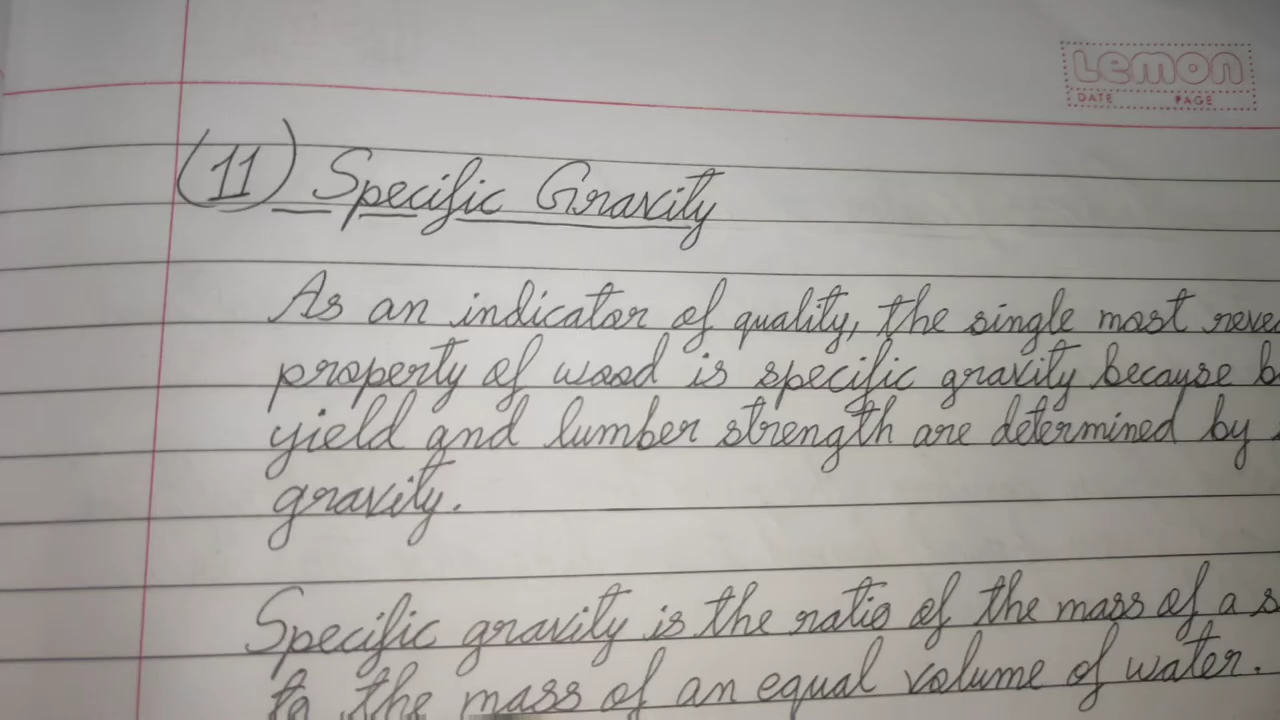 Lemon
DATE PAGE
(11) Specific Gravity
As an indicator of quality, the single most
property of wood is specific gravity because
yield and lumber strength are determined by
gravity.
Specific gravity is the ratio of the mass of a
to the mass of an equal volume of water.